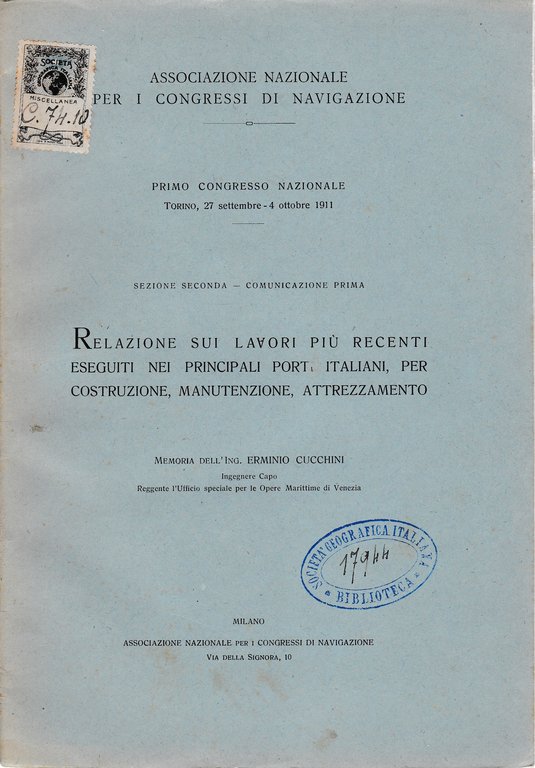 SOCIETÀ
MISCELLANEA
C. 74.10
ASSOCIAZIONE NAZIONALE
PER I CONGRESSI DI NAVIGAZIONE
PRIMO CONGRESSO NAZIONALE
TORINO, 27 settembre - 4 ottobre 1911
SEZIONE SECONDA — COMUNICAZIONE PRIMA
RELAZIONE SUI LAVORI PIÙ RECENTI
ESEGUITI NEI PRINCIPALI PORTI ITALIANI, PER
COSTRUZIONE, MANUTENZIONE, ATTREZZAMENTO
MEMORIA DELL'ING. ERMINIO CUCCHINI
Ingegnere Capo
Reggente l'Ufficio speciale per le Opere Marittime di Venezia
SOCIETÀ GEOGRAFICA ITALIANA
17944
BIBLIOTECA
MILANO
ASSOCIAZIONE NAZIONALE PER I CONGRESSI DI NAVIGAZIONE
VIA DELLA SIGNORA, 10